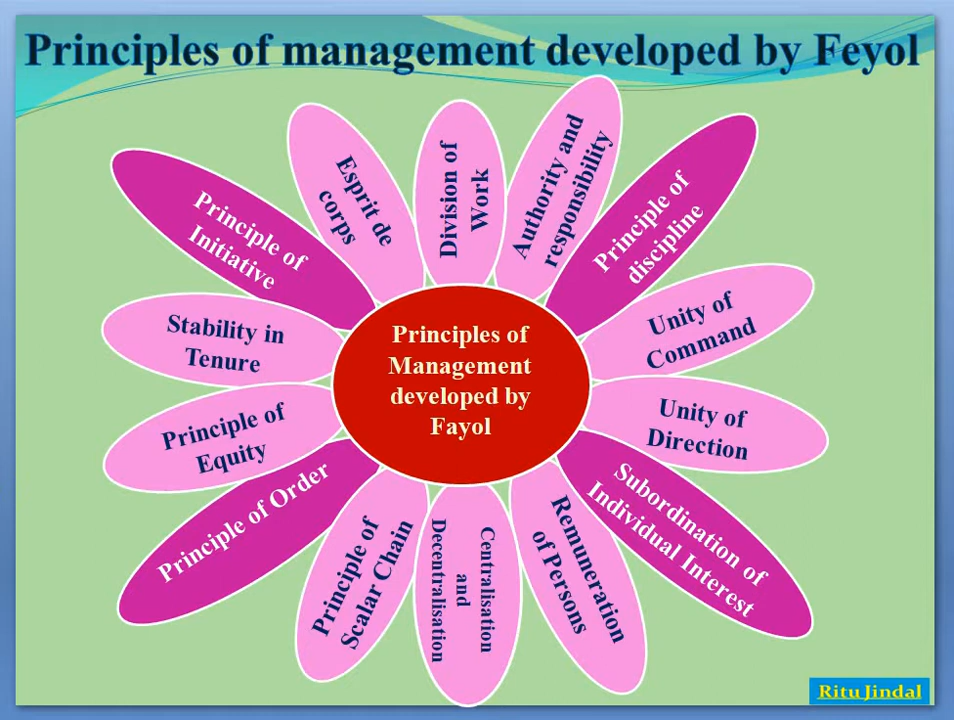 Principles of management developed by Feyol
Division of
Work
Authority and
responsibility
Principle of
discipline
Unity of
Command
Unity of
Direction
Subordination of
Individual Interest
Remuneration
of Persons
Centralisation
and
Decentralisation
Principle of
Scalar Chain
Principle of Order
Principle of
Equity
Stability in
Tenure
Principle of
Initiative
Esprit de
corps
Principles of
Management
developed by
Fayol
Ritu Jindal